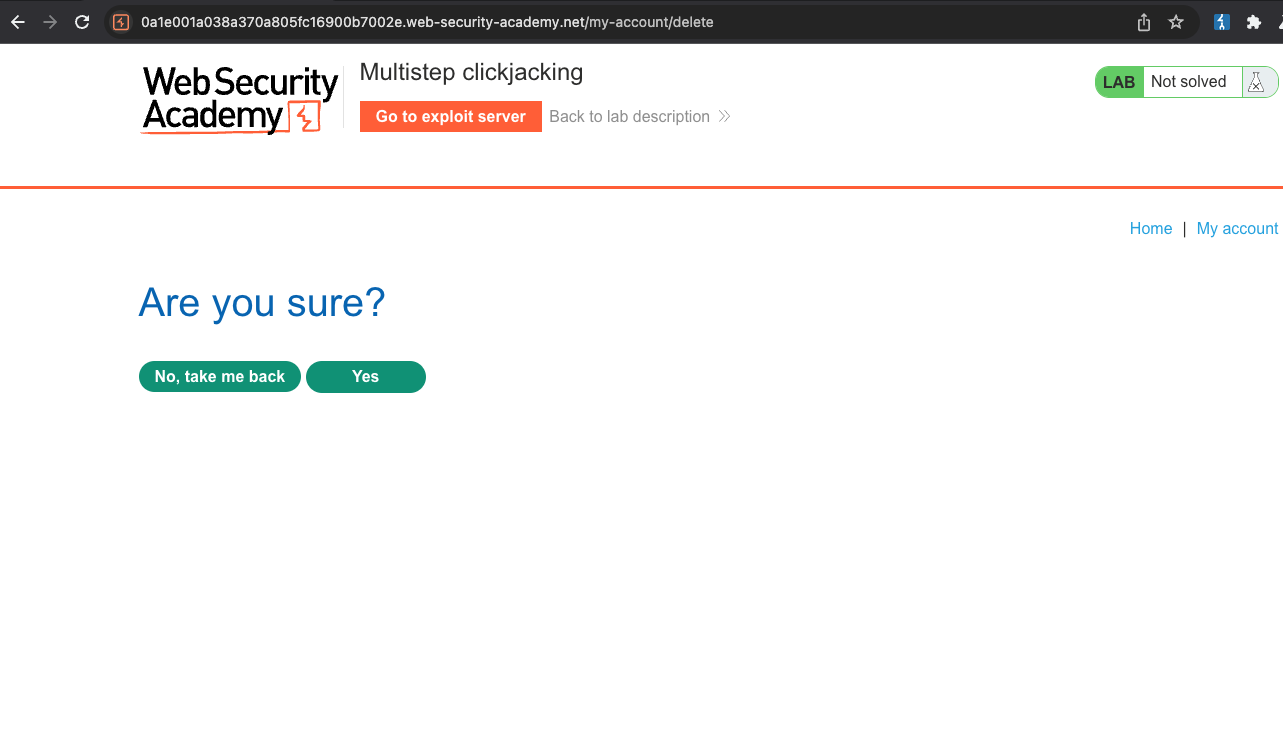 0a1e001a038a370a805fc16900b7002e.web-security-academy.net/my-account/delete
Web Security
Academy
Multistep clickjacking
Go to exploit server Back to lab description
LAB Not solved
Home | My account
Are you sure?
No, take me back Yes